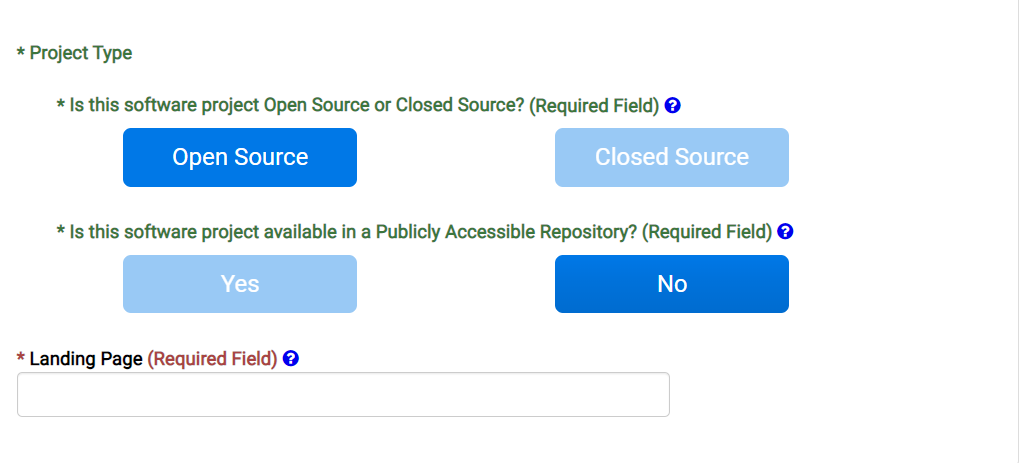 * Project Type
* Is this software project Open Source or Closed Source? (Required Field) ?
Open Source Closed Source
* Is this software project available in a Publicly Accessible Repository? (Required Field) ?
Yes No
* Landing Page (Required Field) ?